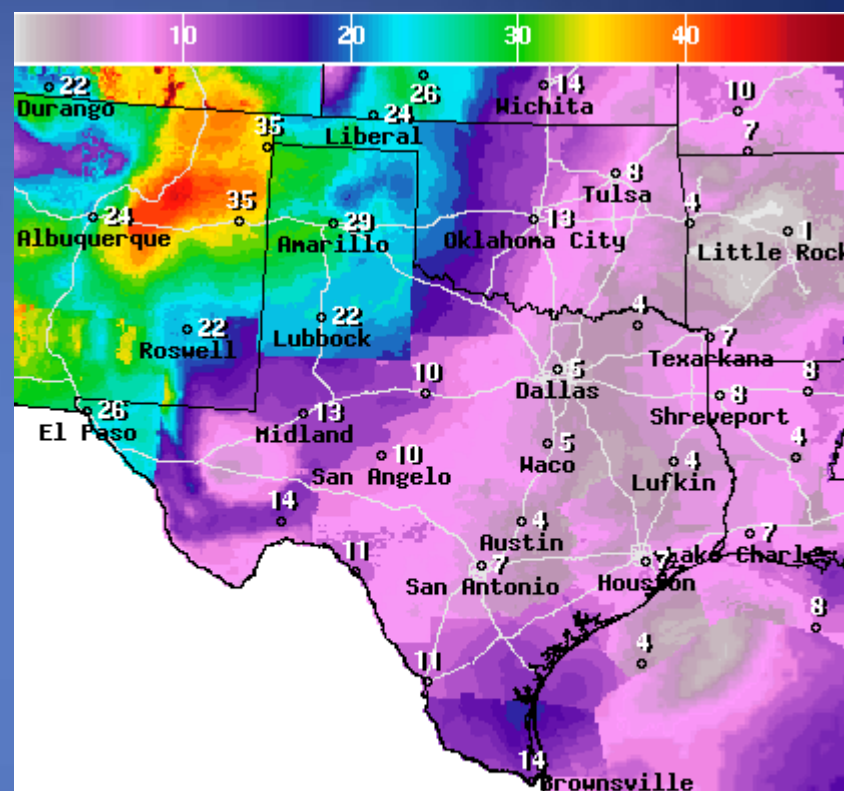 10 20 30 40
22
Durango
26
24
Liberal
14
Wichita
10
7
35
8
Tulsa
4
24
Albuquerque
35
29
Amarillo
13
Oklahoma City
1
Little Rock
22
Roswell
22
Lubbock
4
7
Texarkana
5
Dallas
10
8
Shreveport
8
26
El Paso
13
Midland
10
San Angelo
5
Waco
4
Lufkin
4
14
4
Austin
7
11
7
San Antonio
7
Houston
Lake Charles
8
4
11
14
Brownsville